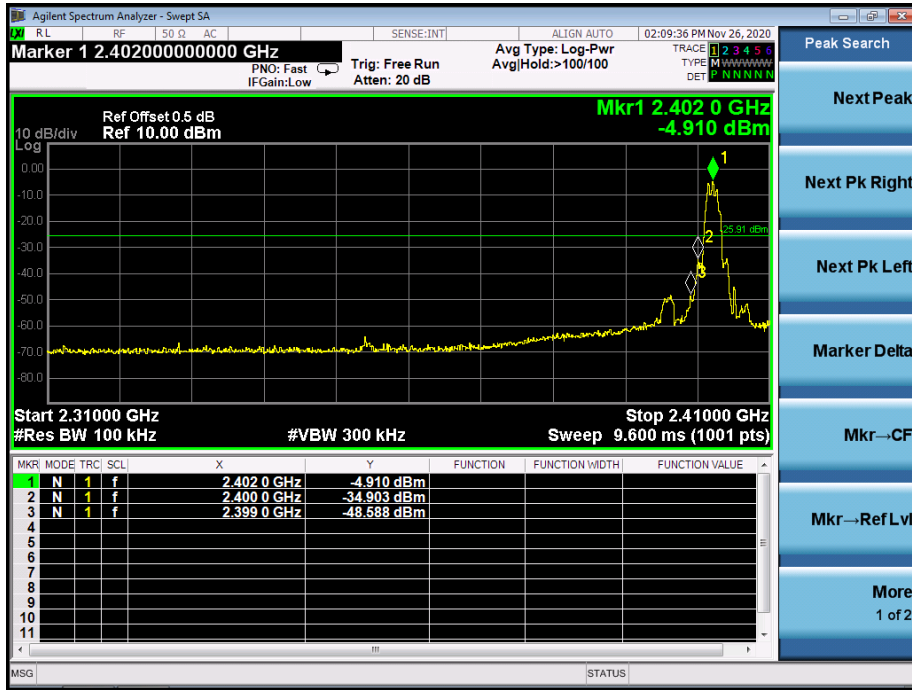 Agilent Spectrum Analyzer - Swept SA
LXI RL RF 50 Ω AC SENSE:INT ALIGN AUTO 02:09:36 PM Nov 26, 2020
Marker 1 2.402000000000 GHz
PNO: Fast
IFGain:Low
Trig: Free Run
Atten: 20 dB
Avg Type: Log-Pwr
Avg|Hold:>100/100
TRACE 1 2 3 4 5 6
TYPE M W W W W W
DET P N N N N N
Mkr1 2.402 0 GHz
-4.910 dBm
Ref Offset 0.5 dB
10 dB/div Ref 10.00 dBm
Log
1
0.00
-10.0
-20.0
-25.91 dBm
2
-30.0
3
-40.0
-50.0
-60.0
-70.0
-80.0
Start 2.31000 GHz Stop 2.41000 GHz
#Res BW 100 kHz #VBW 300 kHz Sweep 9.600 ms (1001 pts)
MKR MODE TRC SCL X Y FUNCTION FUNCTION WIDTH FUNCTION VALUE
1 N 1 f 2.402 0 GHz -4.910 dBm
2 N 1 f 2.400 0 GHz -34.903 dBm
3 N 1 f 2.399 0 GHz -48.588 dBm
4
5
6
7
8
9
10
11
MSG STATUS
Peak Search
Next Peak
Next Pk Right
Next Pk Left
Marker Delta
Mkr→CF
Mkr→Ref Lvl
More
1 of 2